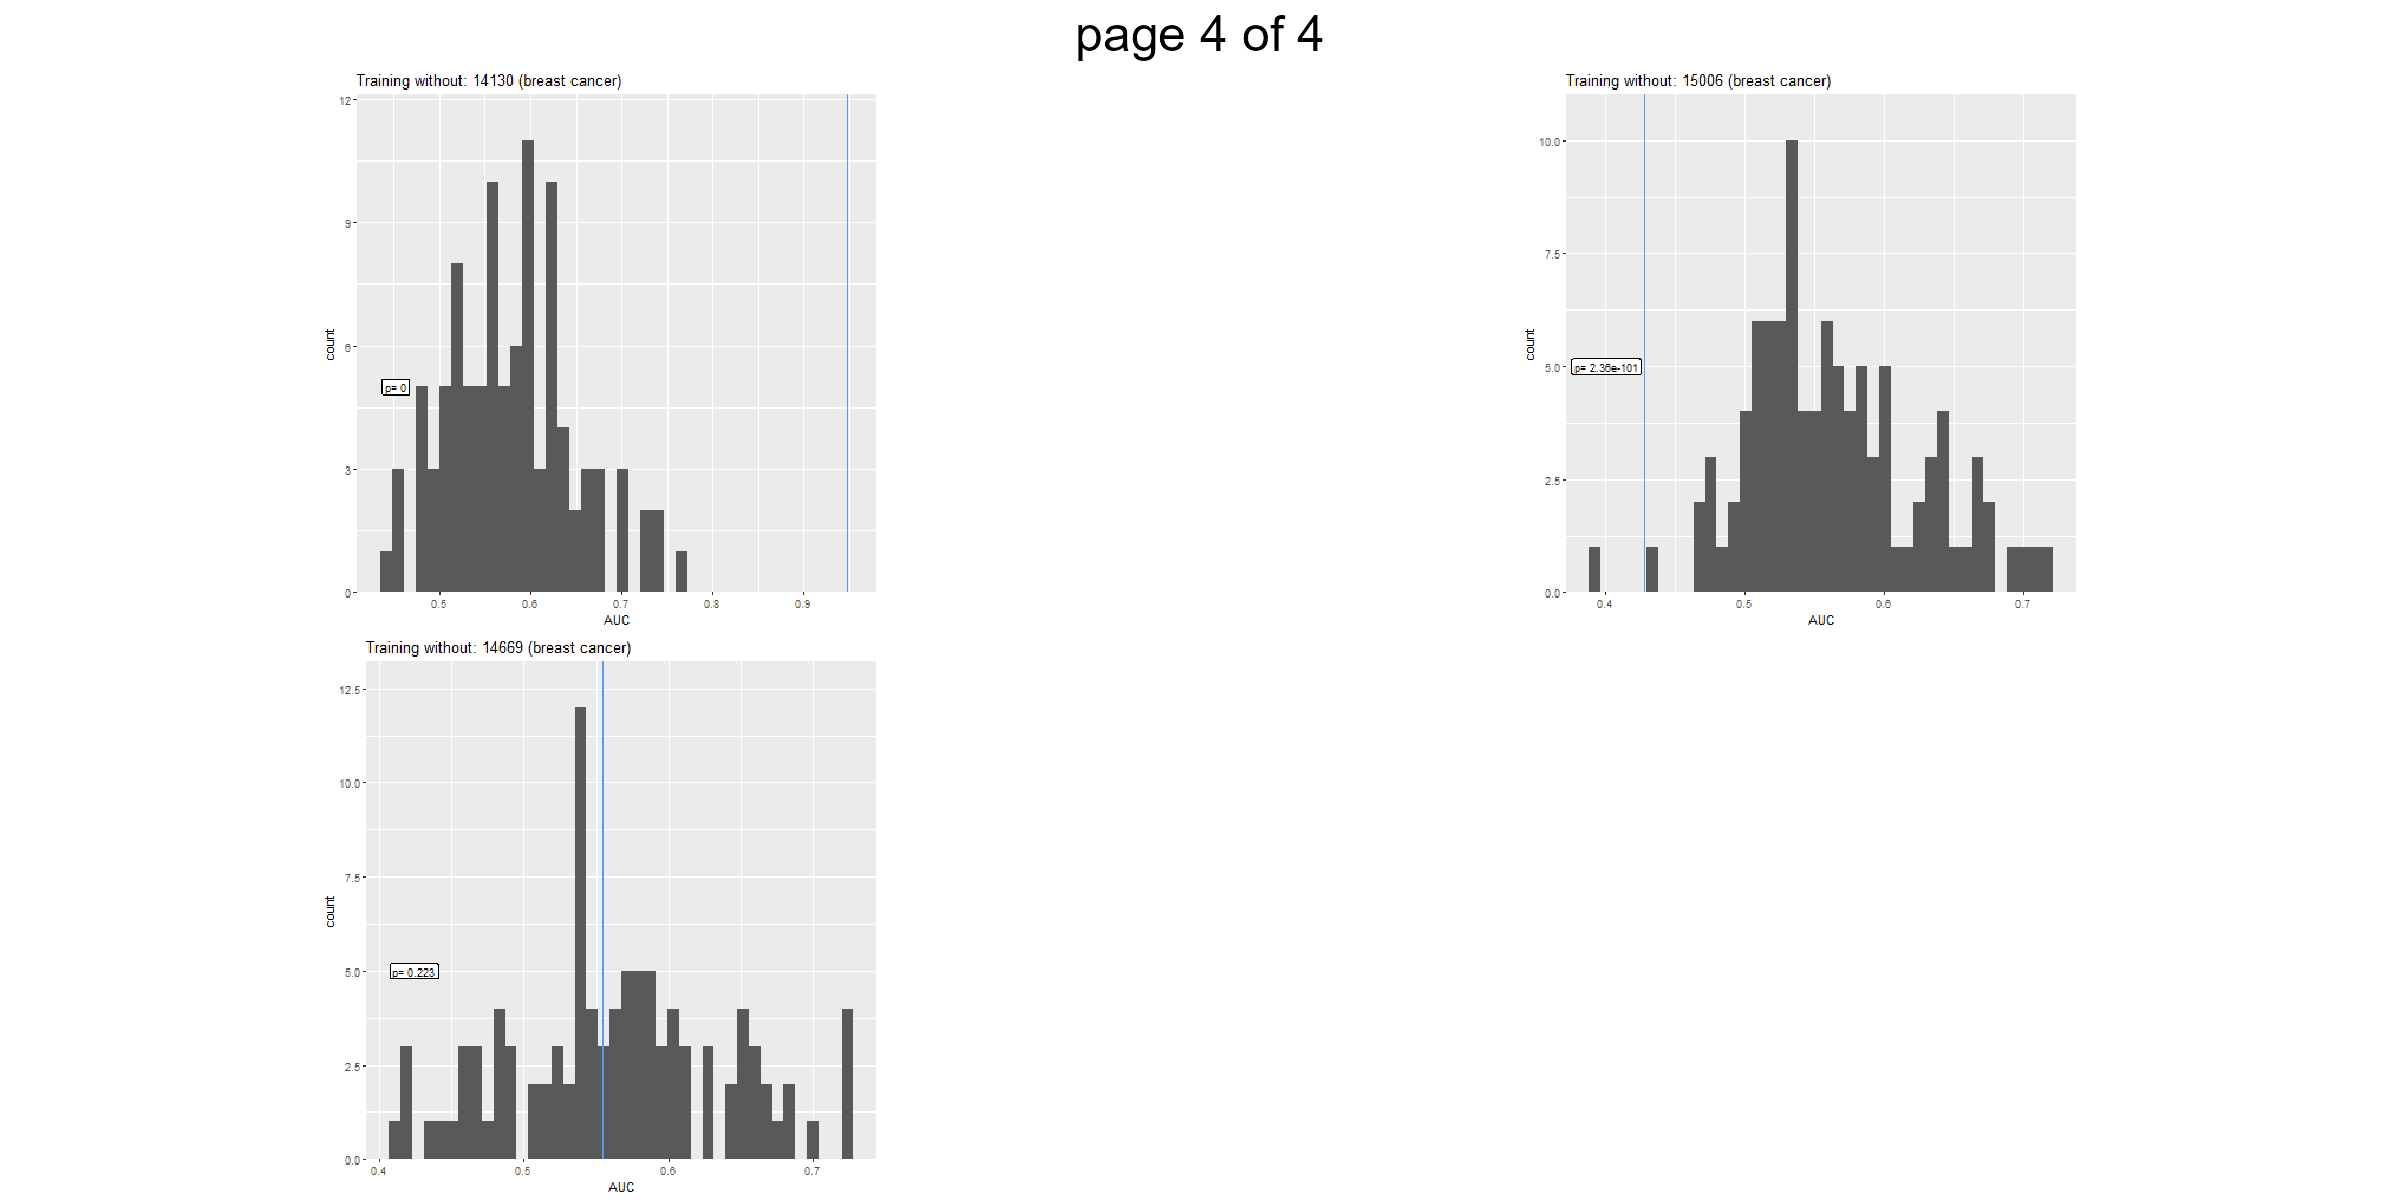 page 4 of 4
Training without: 14130 (breast cancer)
12
9
6
3
0
count
p= 0
0.5 0.6 0.7 0.8 0.9
AUC
Training without: 15006 (breast cancer)
10.0
7.5
5.0
2.5
0.0
count
p= 2.36e-101
0.4 0.5 0.6 0.7
AUC
Training without: 14669 (breast cancer)
12.5
10.0
7.5
5.0
2.5
0.0
count
p= 0.223
0.4 0.5 0.6 0.7
AUC